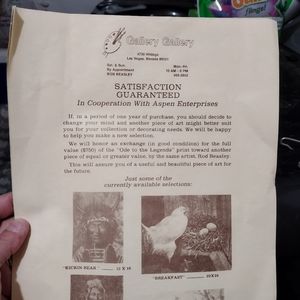 Gallery Gallery
Las Vegas, Nevada
Sat. & Sun.
By Appointment
ROD BEASLEY
Mon.-Fri.
10 AM - 5 PM
SATISFACTION
GUARANTEED
In Cooperation With Aspen Enterprises
If, in a period of one year of purchase, you should decide to
change your mind and another piece of art might better suit
you for your collection or decorating needs. We will be happy
to help you make a new selection.
We will honor an exchange (in good condition) for the full
value ($150) of the "Ode to the Legends" print toward another
piece of equal or greater value, by the same artist, Rod Beasley.
This will assure you of a useful and beautiful piece of art for
the future.
Just some of the
currently available selections:
"KICKIN BEAR" 12 X 16
"BREAKFAST" 20X24